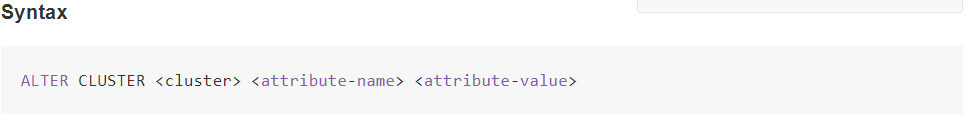 Syntax
ALTER CLUSTER <cluster> <attribute-name> <attribute-value>